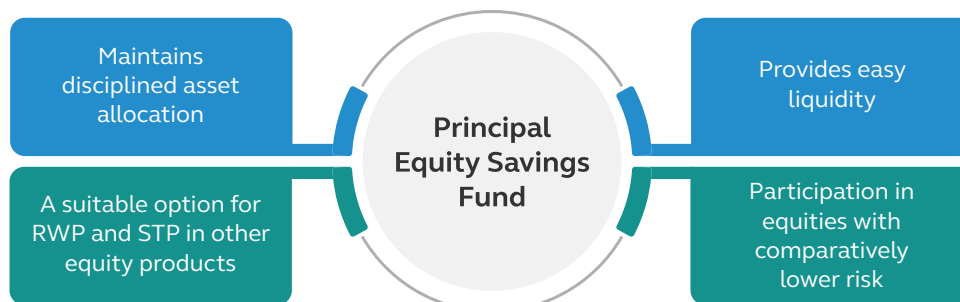 Maintains
disciplined asset
allocation
Provides easy
liquidity
Principal
Equity Savings
Fund
A suitable option for
RWP and STP in other
equity products
Participation in
equities with
comparatively
lower risk